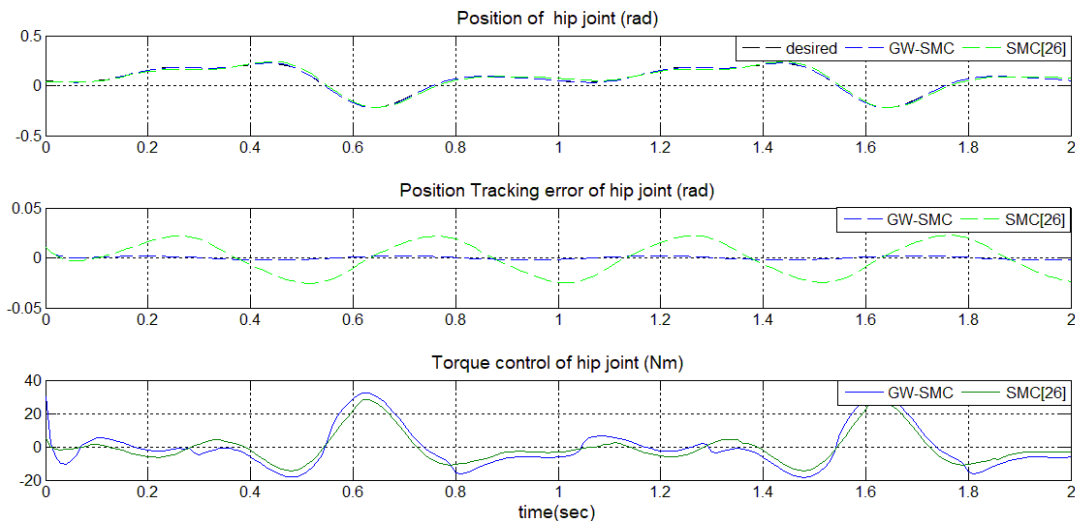 Position of hip joint (rad)
0.5
0
-0.5
desired GW-SMC SMC[26]
0 0.2 0.4 0.6 0.8 1 1.2 1.4 1.6 1.8 2
Position Tracking error of hip joint (rad)
0.05
0
-0.05
GW-SMC SMC[26]
0 0.2 0.4 0.6 0.8 1 1.2 1.4 1.6 1.8 2
Torque control of hip joint (Nm)
40
20
0
-20
GW-SMC SMC[26]
0 0.2 0.4 0.6 0.8 1 1.2 1.4 1.6 1.8 2
time(sec)